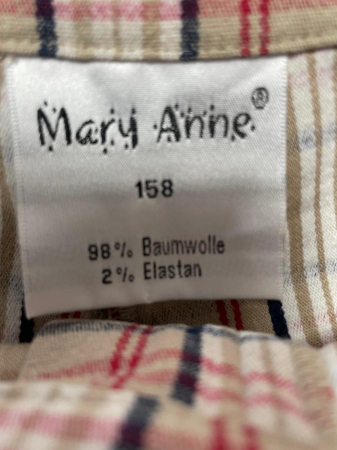 Mary Anne®
158
98% Baumwolle
2% Elastan